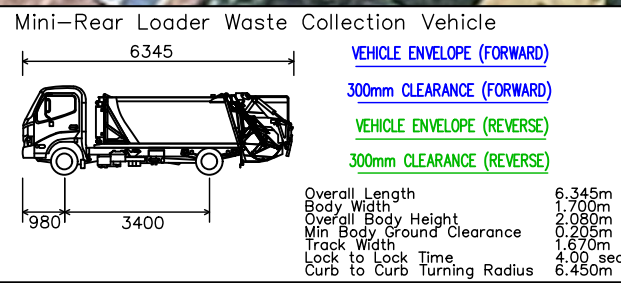 Mini-Rear Loader Waste Collection Vehicle
6345
980
3400
VEHICLE ENVELOPE (FORWARD)
300mm CLEARANCE (FORWARD)
VEHICLE ENVELOPE (REVERSE)
300mm CLEARANCE (REVERSE)
Overall Length 6.345m
Body Width 1.700m
Overall Body Height 2.080m
Min Body Ground Clearance 0.205m
Track Width 1.670m
Lock to Lock Time 4.00 sec
Curb to Curb Turning Radius 6.450m